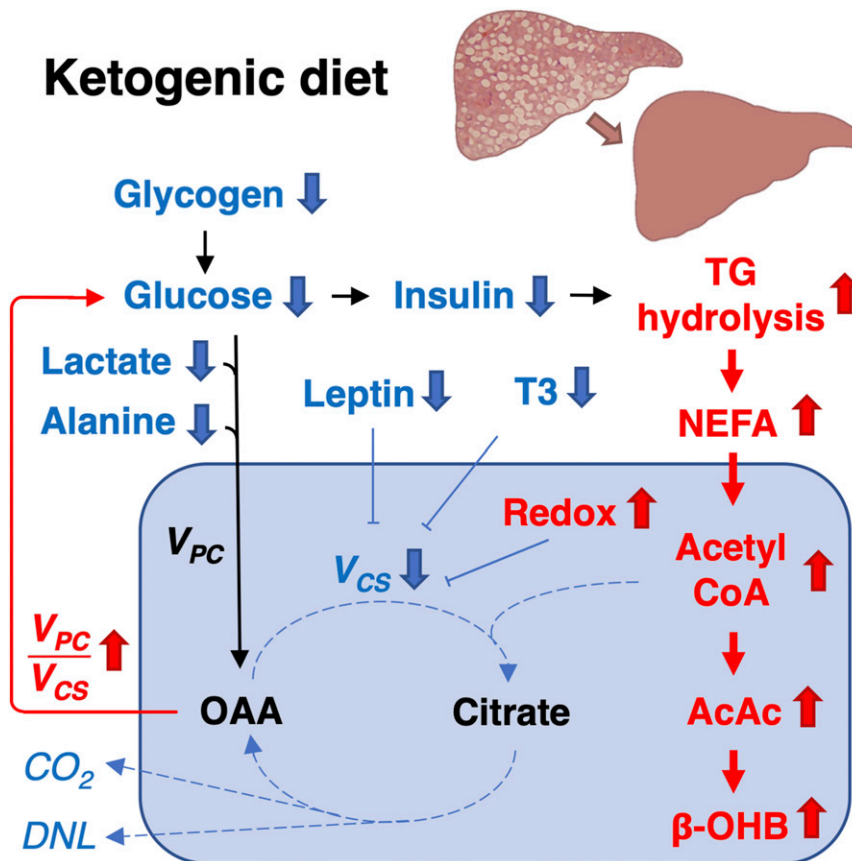 Ketogenic diet
Glycogen
Glucose
Insulin
TG
hydrolysis
Lactate
Alanine
Leptin
T3
NEFA
Redox
V_PC
V_CS
Acetyl
CoA
V_PC
V_CS
OAA
Citrate
AcAc
CO₂
DNL
β-OHB